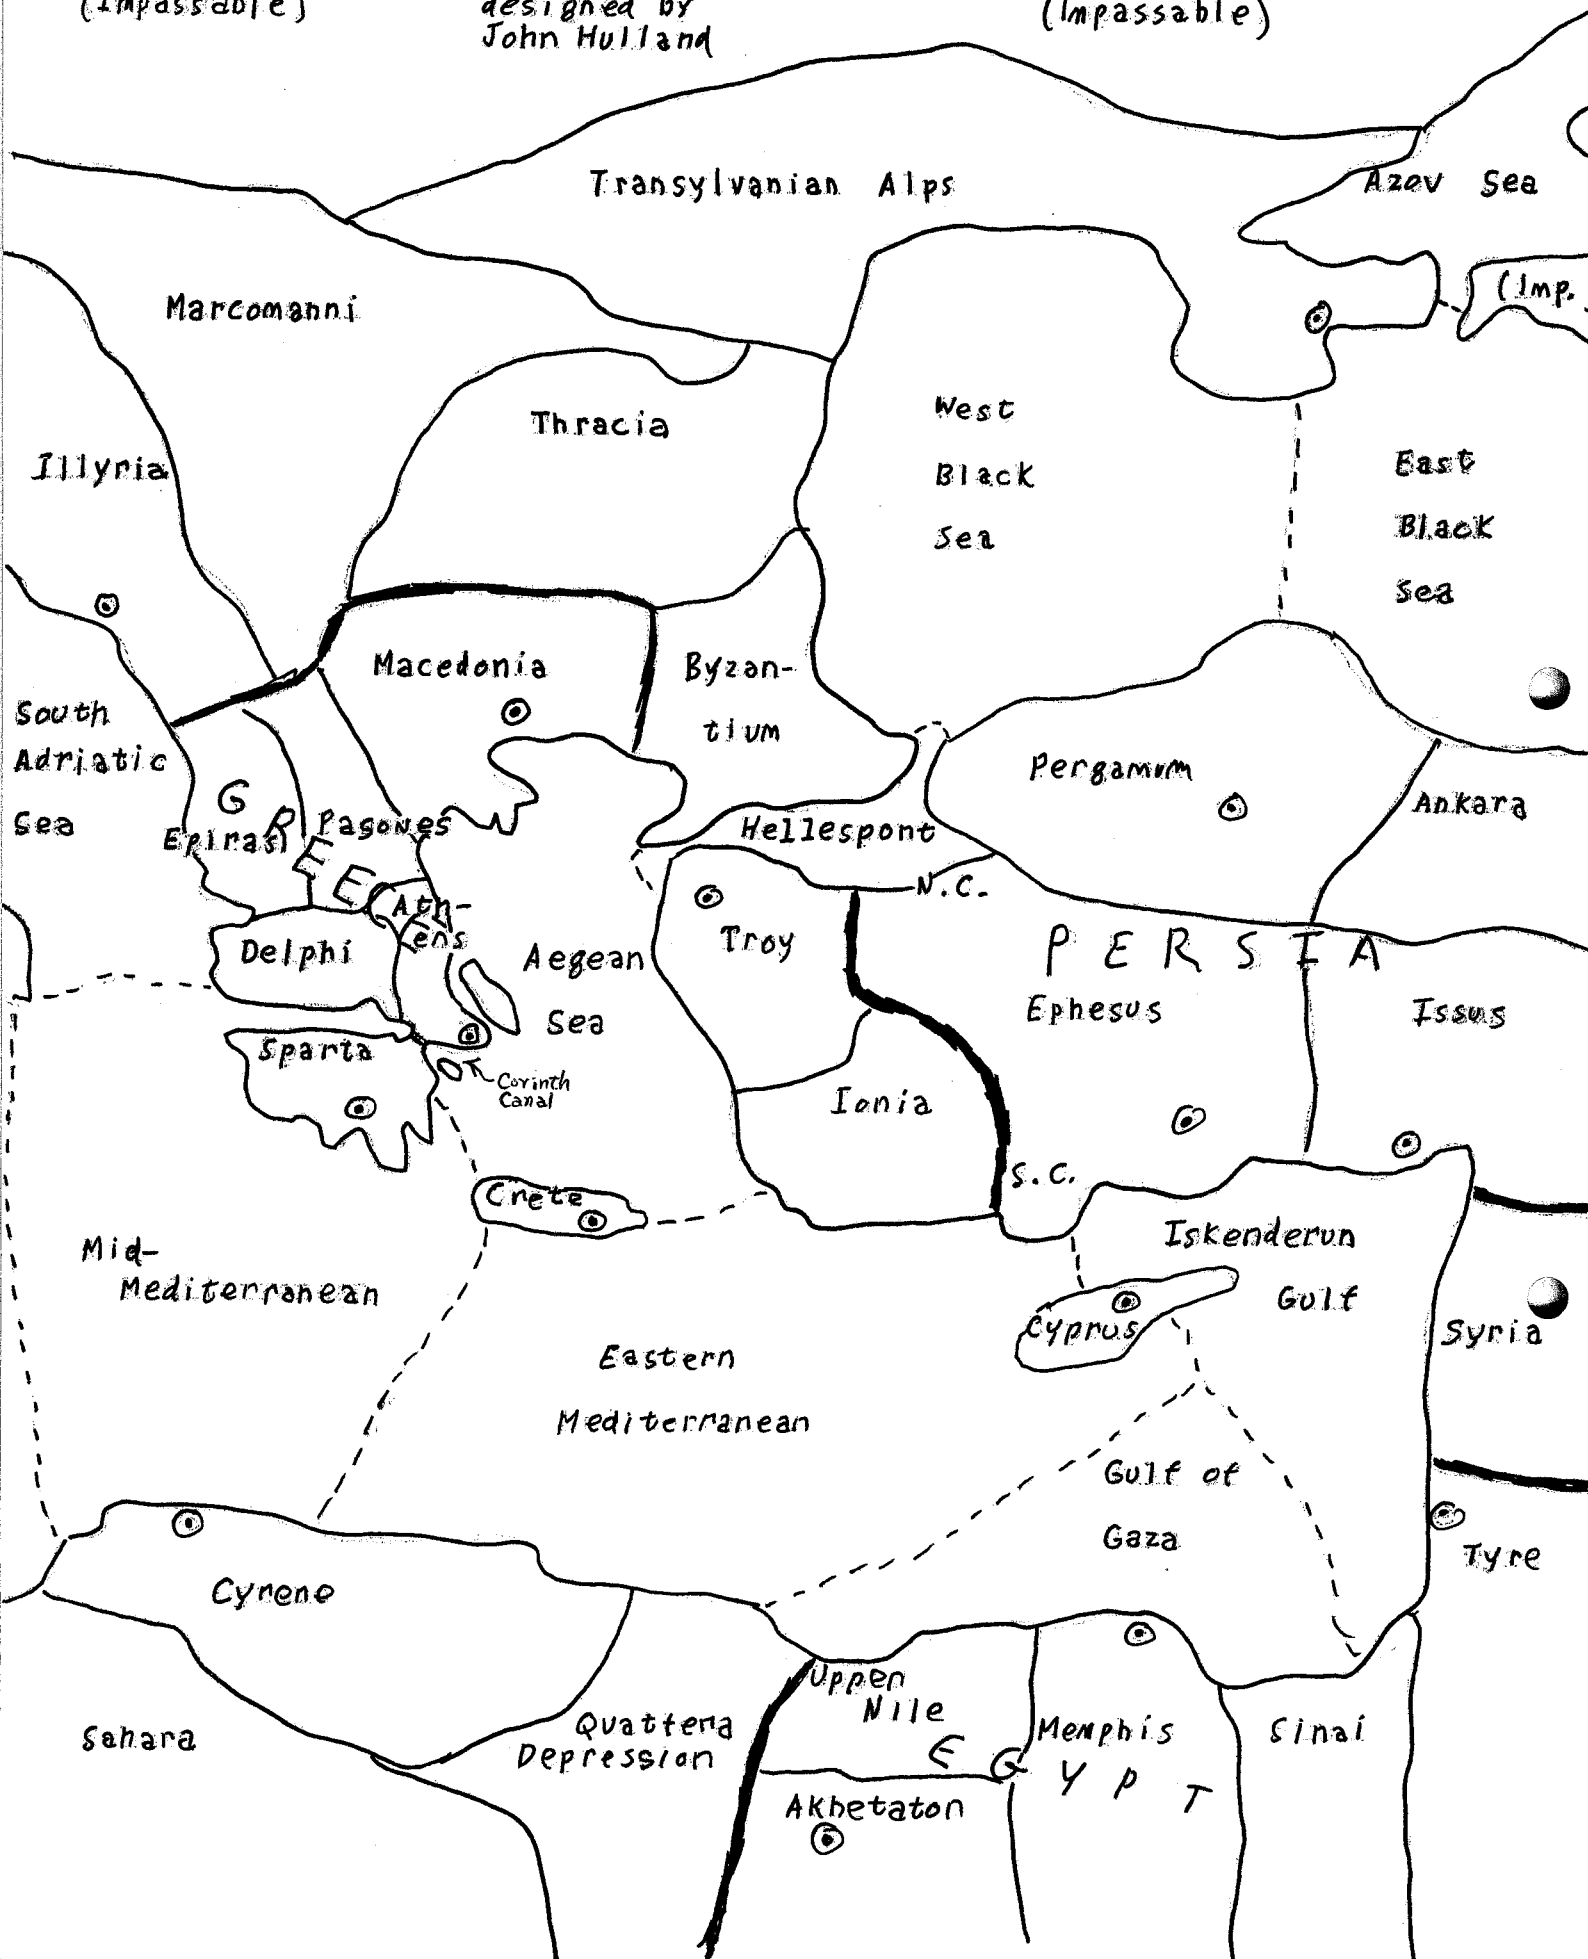 (Impassable)
designed by
John Hulland
(Impassable)
Transylvanian Alps
Azov Sea
(Imp.
Marcomanni
Thracia
West
Black
Sea
Illyria
East
Black
Sea
Macedonia
Byzan-
tium
South
Adriatic
Sea
Pergamum
Ankara
GREECE
Epiras
Pagones
Hellespont
N.C.
Ath-
ens
Delphi
Troy
PERSIA
Aegean
Sea
Ephesus
Issus
Sparta
Corinth
Canal
Ionia
S.C.
Crete
Iskenderun
Gulf
Mid-
Mediterranean
Cyprus
Syria
Eastern
Mediterranean
Gulf of
Gaza
Tyre
Cyrene
Upper
Nile
Quattera
Depression
Memphis
Sinai
Sahara
EGYPT
Akhetaton